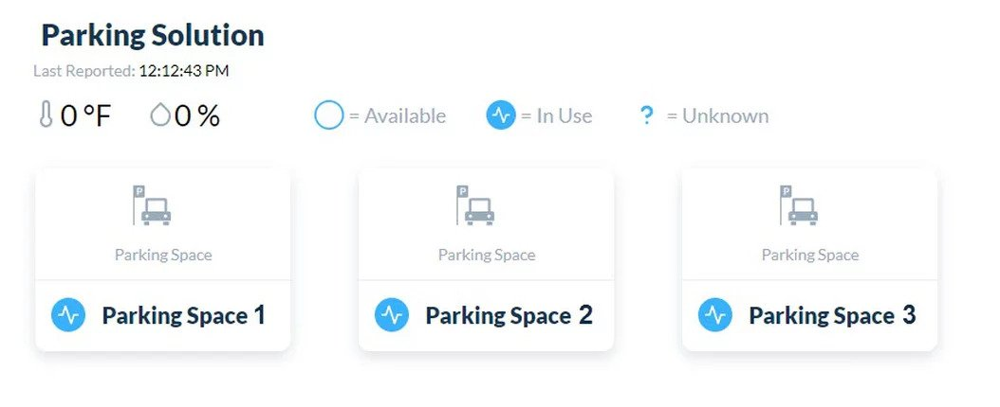 Parking Solution
Last Reported: 12:12:43 PM
0 °F 0 % = Available = In Use ? = Unknown
P P P
Parking Space Parking Space Parking Space
Parking Space 1 Parking Space 2 Parking Space 3